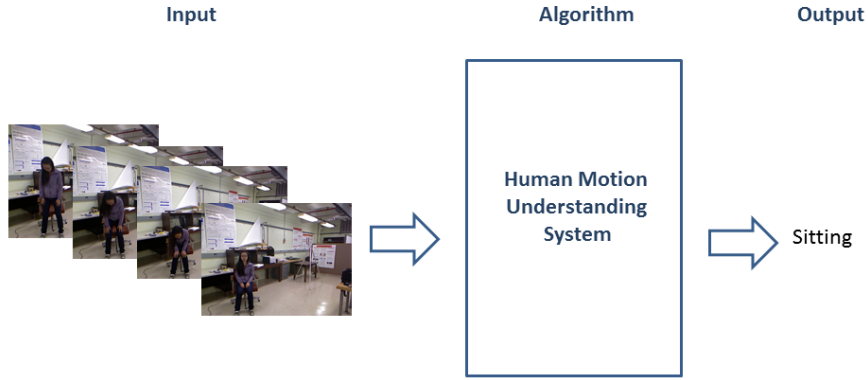 Input
Algorithm
Output
Human Motion
Understanding
System
Sitting